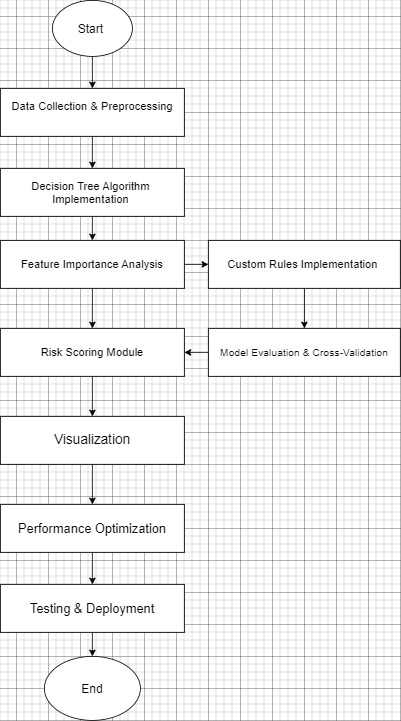 Start
Data Collection & Preprocessing
Decision Tree Algorithm
Implementation
Feature Importance Analysis
Custom Rules Implementation
Risk Scoring Module
Model Evaluation & Cross-Validation
Visualization
Performance Optimization
Testing & Deployment
End